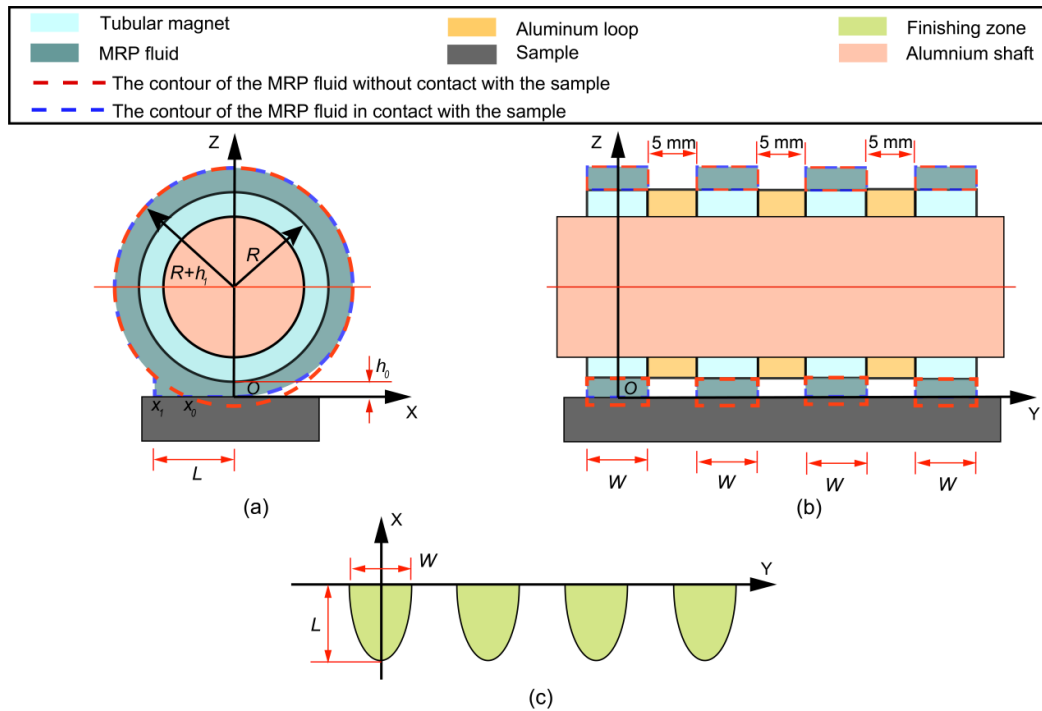 Tubular magnet
Aluminum loop
Finishing zone
MRP fluid
Sample
Alumnium shaft
The contour of the MRP fluid without contact with the sample
The contour of the MRP fluid in contact with the sample
Z
R
R+h1
h0
O
x1
x0
X
L
(a)
Z
5 mm
5 mm
5 mm
O
Y
W
W
W
W
(b)
X
W
Y
L
(c)